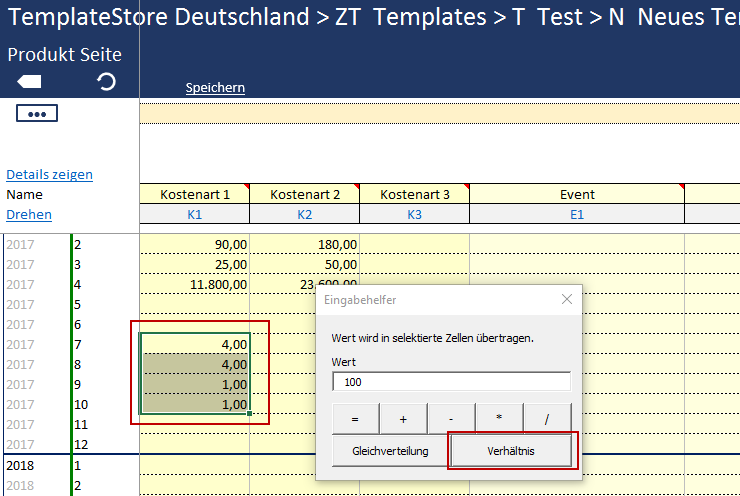 TemplateStore Deutschland > ZT Templates > T Test > N Neues Te
Produkt Seite
Speichern
Details zeigen
Name Kostenart 1 Kostenart 2 Kostenart 3 Event
Drehen K1 K2 K3 E1
2017 2 90,00 180,00
2017 3 25,00 50,00
2017 4 11.800,00 23.600,00
2017 5
2017 6
2017 7 4,00
2017 8 4,00
2017 9 1,00
2017 10 1,00
2017 11
2017 12
2018 1
2018 2
Eingabehelfer
Wert wird in selektierte Zellen übertragen.
Wert
100
= + - * /
Gleichverteilung Verhältnis